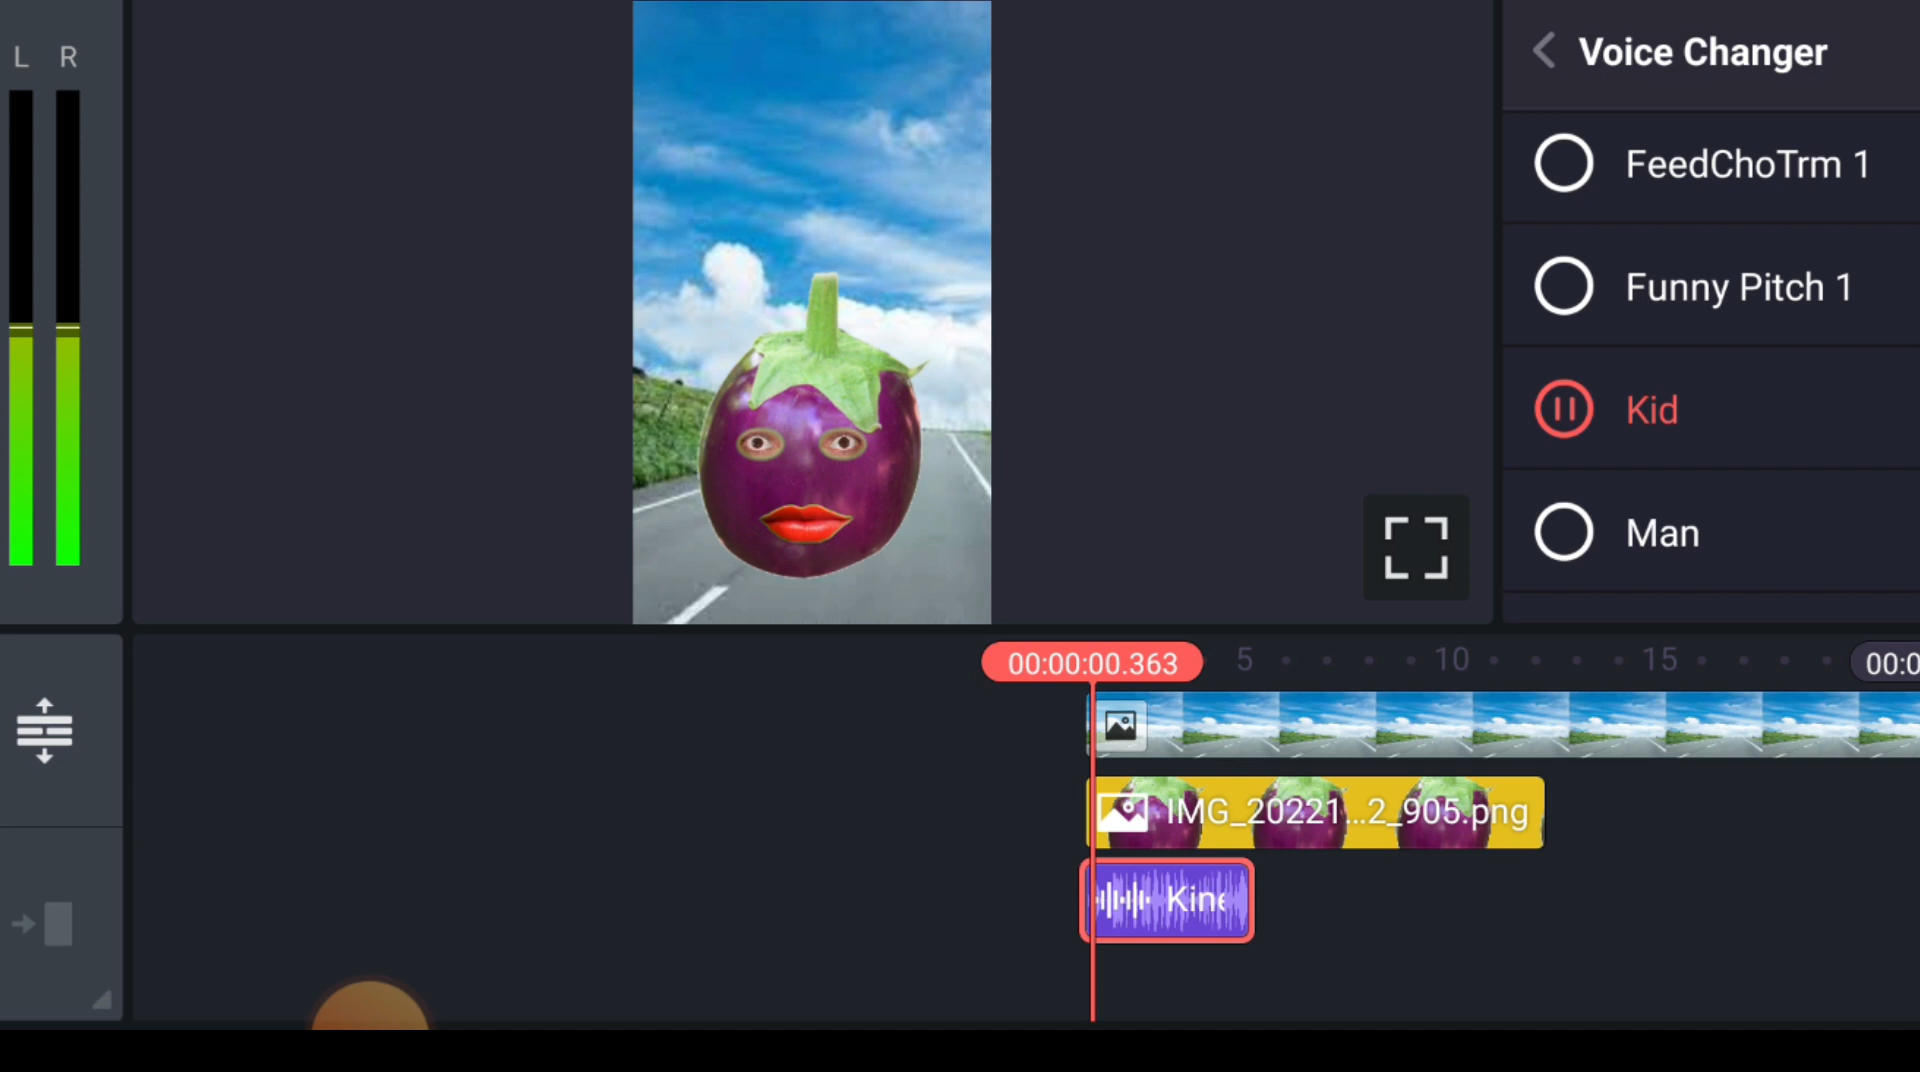 L R
Voice Changer
FeedChoTrm 1
Funny Pitch 1
Kid
Man
00:00:00.363 5 10 15 00:0
IMG_20221...2_905.png
Kine